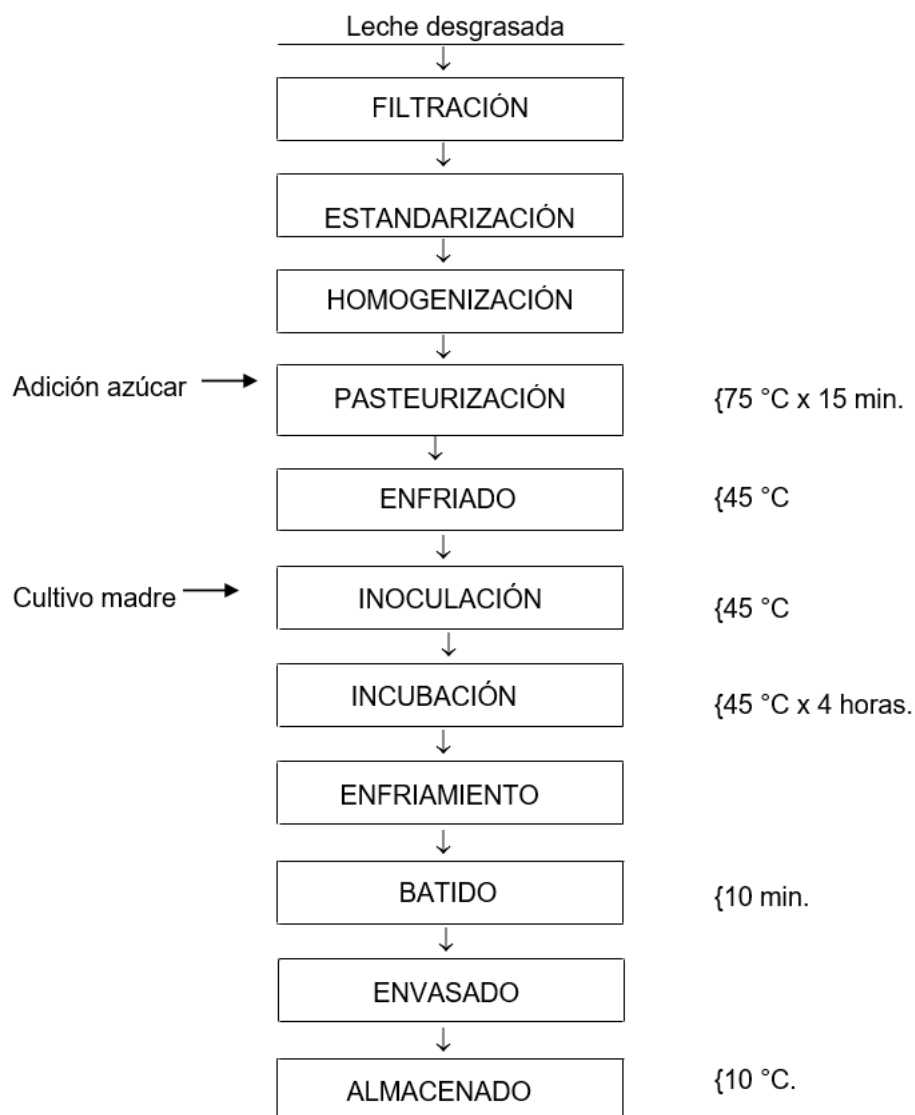 Leche desgrasada
FILTRACIÓN
ESTANDARIZACIÓN
HOMOGENIZACIÓN
Adición azúcar
PASTEURIZACIÓN
{75 °C x 15 min.
ENFRIADO
{45 °C
Cultivo madre
INOCULACIÓN
{45 °C
INCUBACIÓN
{45 °C x 4 horas.
ENFRIAMIENTO
BATIDO
{10 min.
ENVASADO
ALMACENADO
{10 °C.